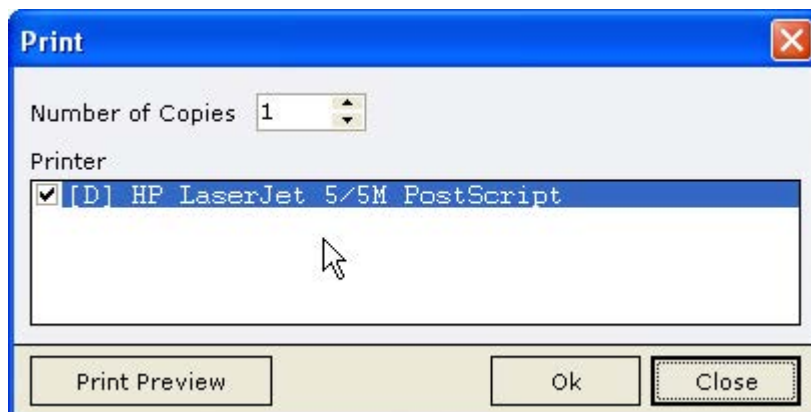 Print
Number of Copies 1
Printer
[D] HP LaserJet 5/5M PostScript
Print Preview Ok Close